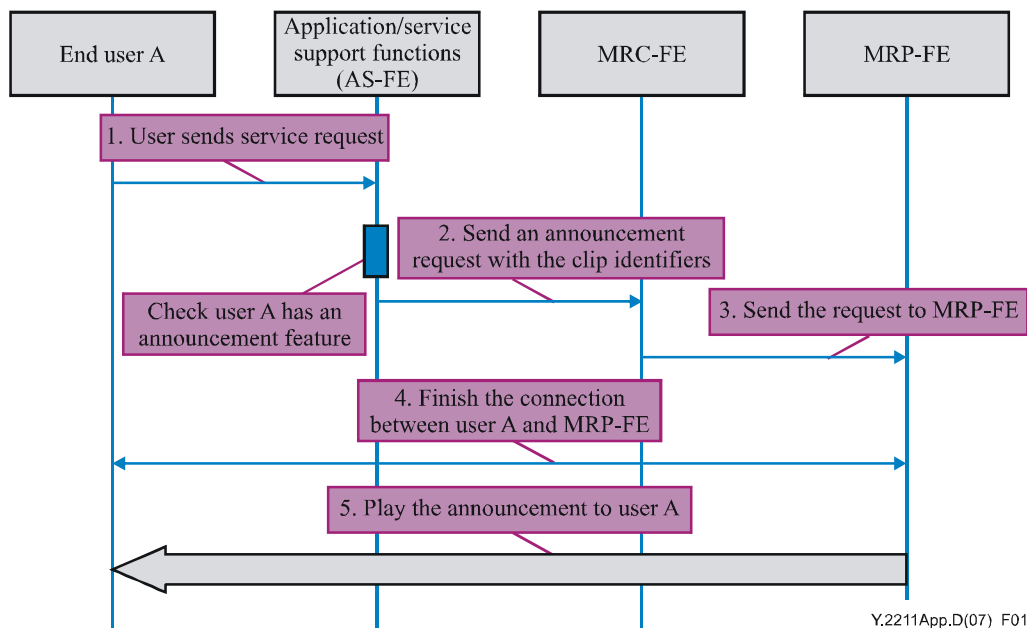 End user A
Application/service
support functions
(AS-FE)
MRC-FE
MRP-FE
1. User sends service request
2. Send an announcement
request with the clip identifiers
Check user A has an
announcement feature
3. Send the request to MRP-FE
4. Finish the connection
between user A and MRP-FE
5. Play the announcement to user A
Y.2211App.D(07)_F01